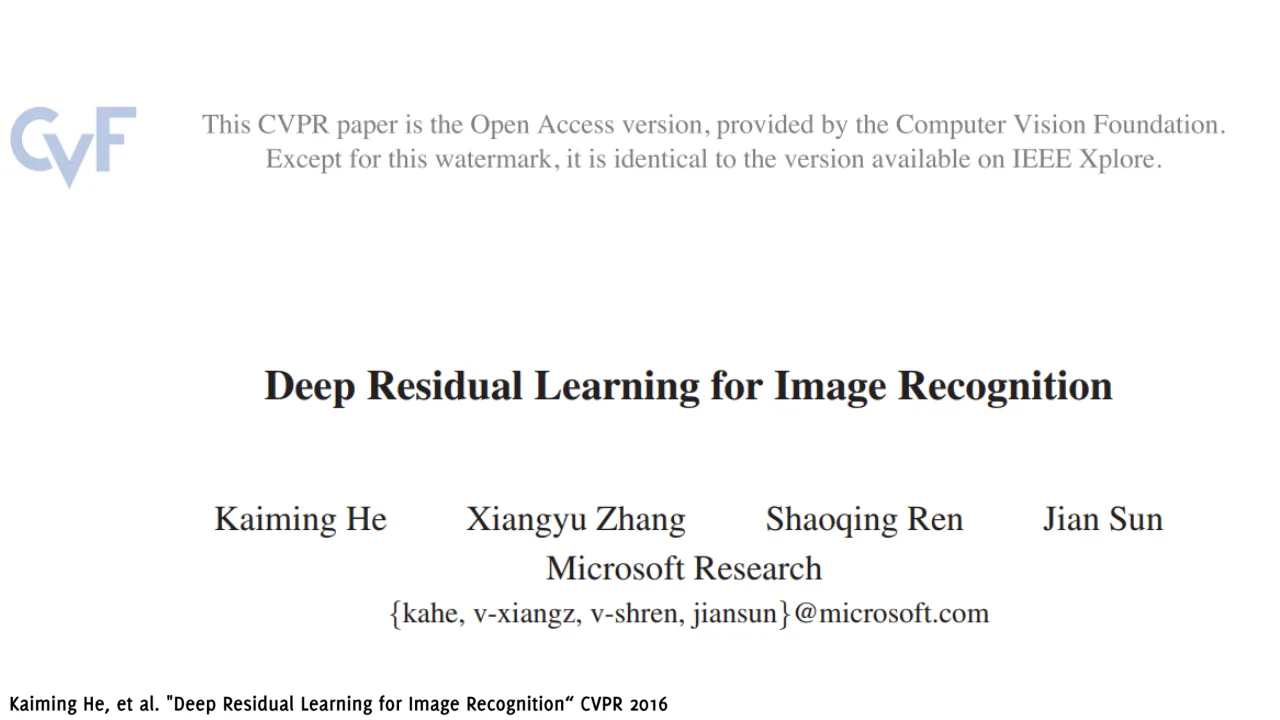 CVF
This CVPR paper is the Open Access version, provided by the Computer Vision Foundation.
Except for this watermark, it is identical to the version available on IEEE Xplore.
Deep Residual Learning for Image Recognition
Kaiming He Xiangyu Zhang Shaoqing Ren Jian Sun
Microsoft Research
{kahe, v-xiangz, v-shren, jiansun}@microsoft.com
Kaiming He, et al. "Deep Residual Learning for Image Recognition“ CVPR 2016